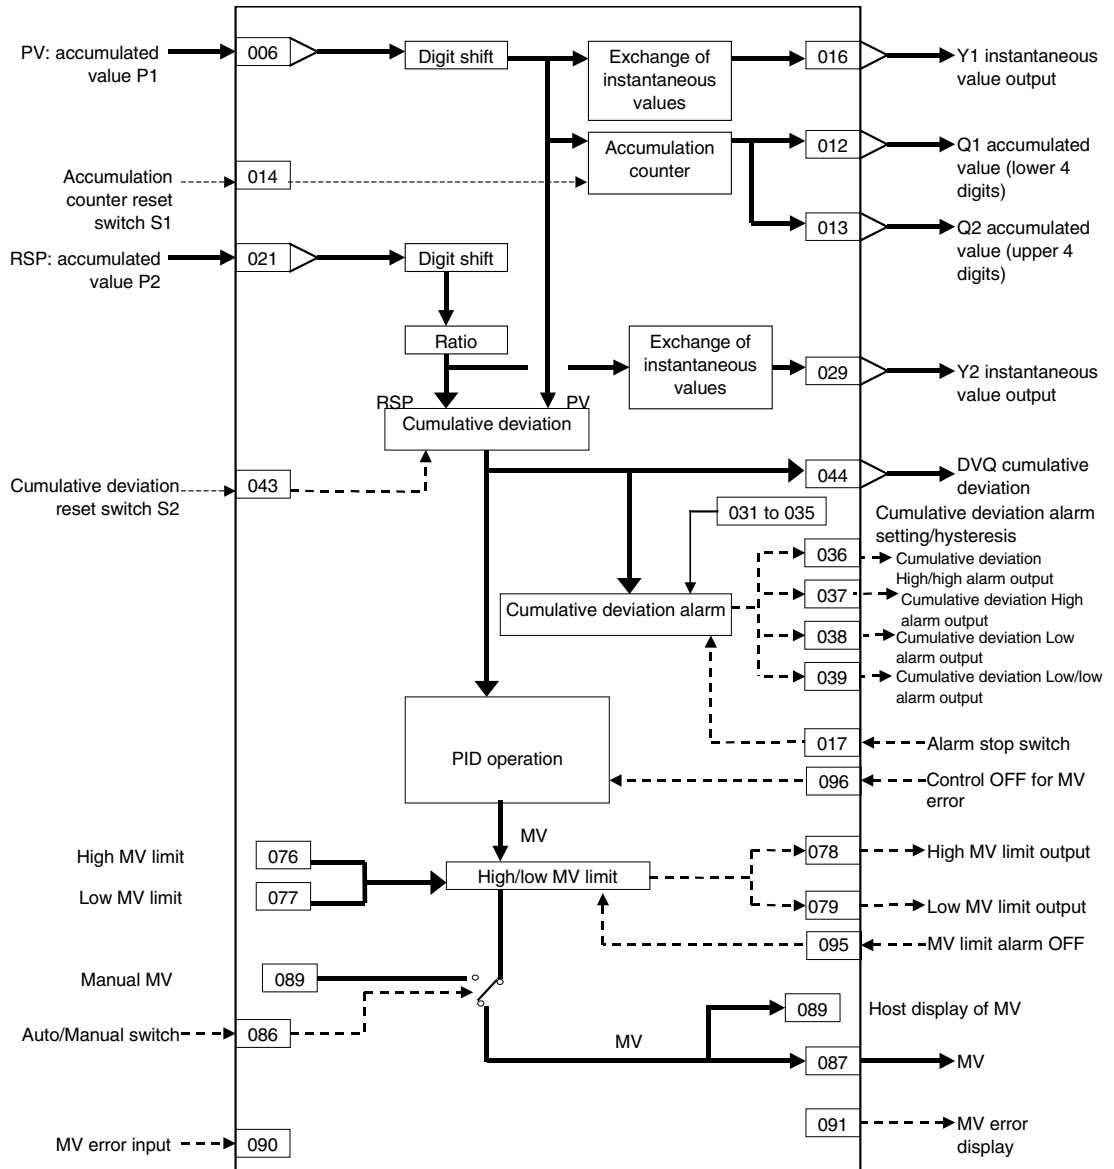 PV: accumulated
value P1
006
Digit shift
Exchange of
instantaneous
values
016
Y1 instantaneous
value output
Accumulation
counter
012
Q1 accumulated
value (lower 4
digits)
Accumulation
counter reset
switch S1
014
013
Q2 accumulated
value (upper 4
digits)
RSP: accumulated
value P2
021
Digit shift
Ratio
Exchange of
instantaneous
values
029
Y2 instantaneous
value output
RSP
PV
Cumulative deviation
Cumulative deviation
reset switch S2
043
044
DVQ cumulative
deviation
031 to 035
Cumulative deviation alarm
setting/hysteresis
036
Cumulative deviation
High/high alarm output
037
Cumulative deviation High
alarm output
Cumulative deviation alarm
038
Cumulative deviation Low
alarm output
039
Cumulative deviation Low/low
alarm output
017
Alarm stop switch
PID operation
096
Control OFF for MV
error
MV
High MV limit
076
Low MV limit
077
High/low MV limit
078
High MV limit output
079
Low MV limit output
095
MV limit alarm OFF
Manual MV
089
089
Host display of MV
Auto/Manual switch
086
MV
087
MV
091
MV error
display
MV error input
090